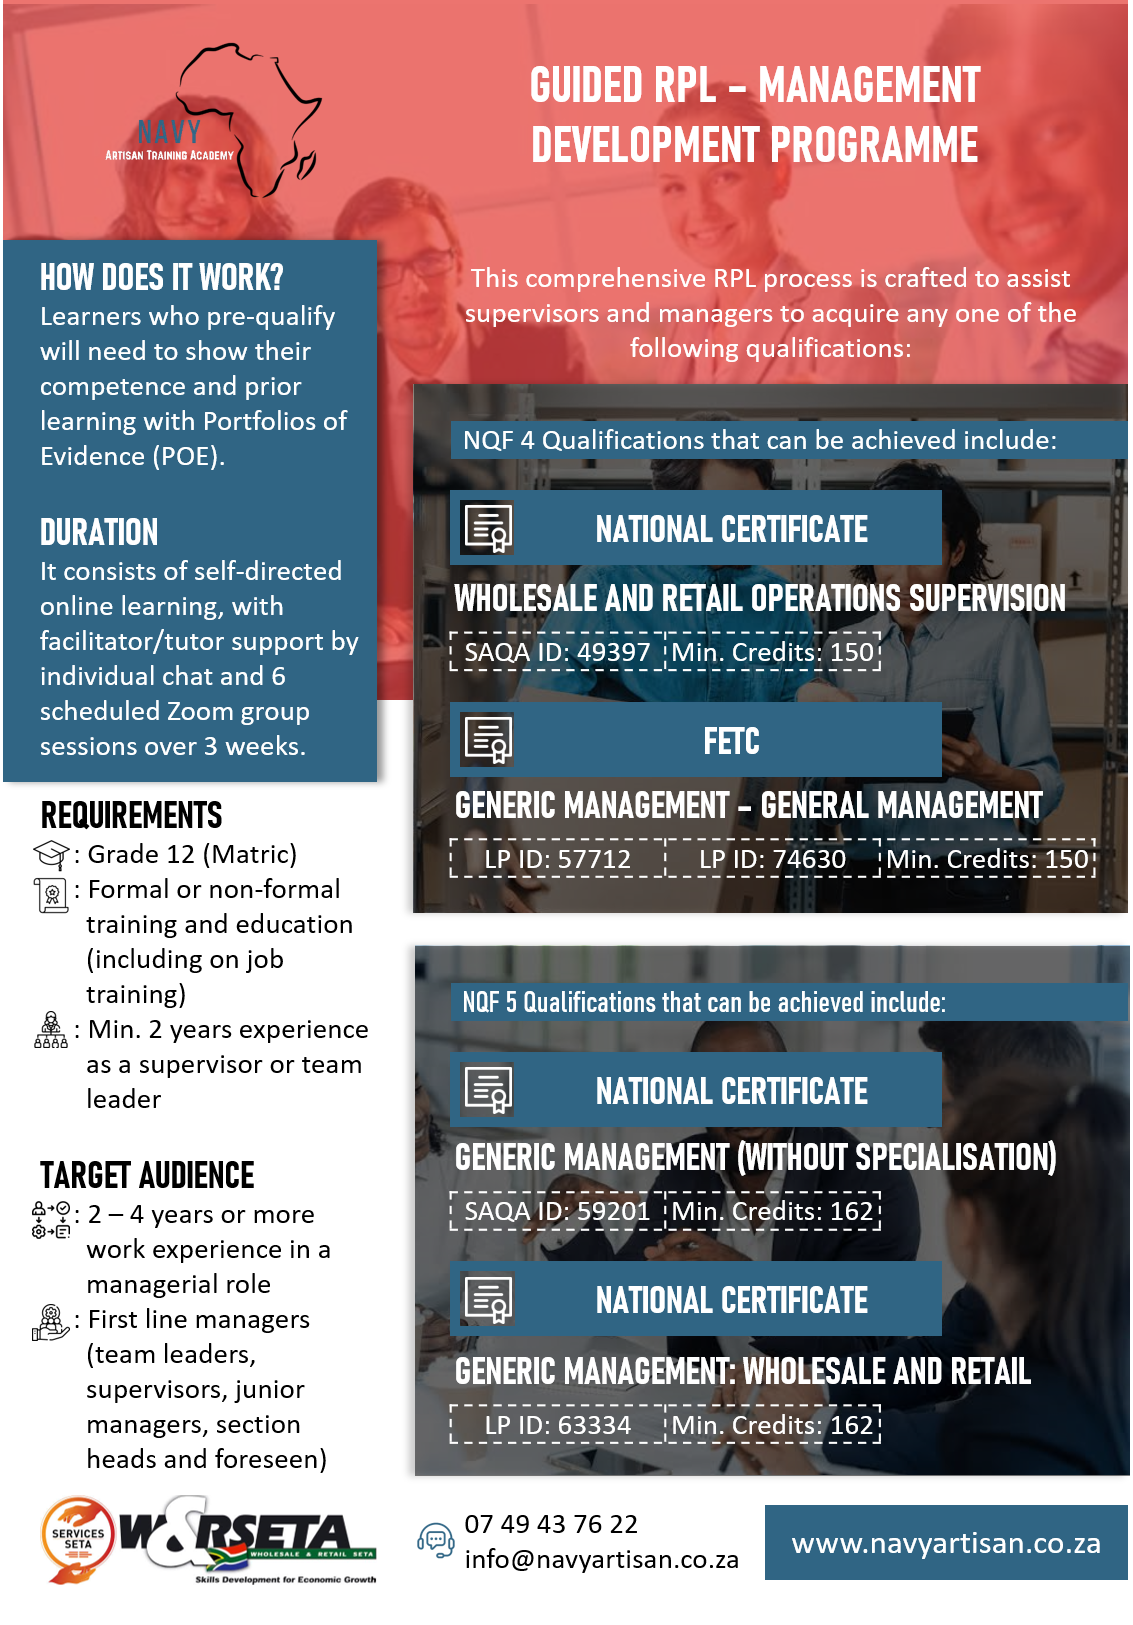 NAVY
ARTISAN TRAINING ACADEMY
GUIDED RPL – MANAGEMENT
DEVELOPMENT PROGRAMME
HOW DOES IT WORK?
Learners who pre-qualify
will need to show their
competence and prior
learning with Portfolios of
Evidence (POE).
DURATION
It consists of self-directed
online learning, with
facilitator/tutor support by
individual chat and 6
scheduled Zoom group
sessions over 3 weeks.
REQUIREMENTS
: Grade 12 (Matric)
: Formal or non-formal
training and education
(including on job
training)
: Min. 2 years experience
as a supervisor or team
leader
TARGET AUDIENCE
: 2 – 4 years or more
work experience in a
managerial role
: First line managers
(team leaders,
supervisors, junior
managers, section
heads and foreseen)
This comprehensive RPL process is crafted to assist
supervisors and managers to acquire any one of the
following qualifications:
NQF 4 Qualifications that can be achieved include:
NATIONAL CERTIFICATE
WHOLESALE AND RETAIL OPERATIONS SUPERVISION
SAQA ID: 49397 Min. Credits: 150
FETC
GENERIC MANAGEMENT – GENERAL MANAGEMENT
LP ID: 57712 LP ID: 74630 Min. Credits: 150
NQF 5 Qualifications that can be achieved include:
NATIONAL CERTIFICATE
GENERIC MANAGEMENT (WITHOUT SPECIALISATION)
SAQA ID: 59201 Min. Credits: 162
NATIONAL CERTIFICATE
GENERIC MANAGEMENT: WHOLESALE AND RETAIL
LP ID: 63334 Min. Credits: 162
SERVICES
SETA
W&RSETA
WHOLESALE & RETAIL SETA
Skills Development for Economic Growth
07 49 43 76 22
info@navyartisan.co.za
www.navyartisan.co.za